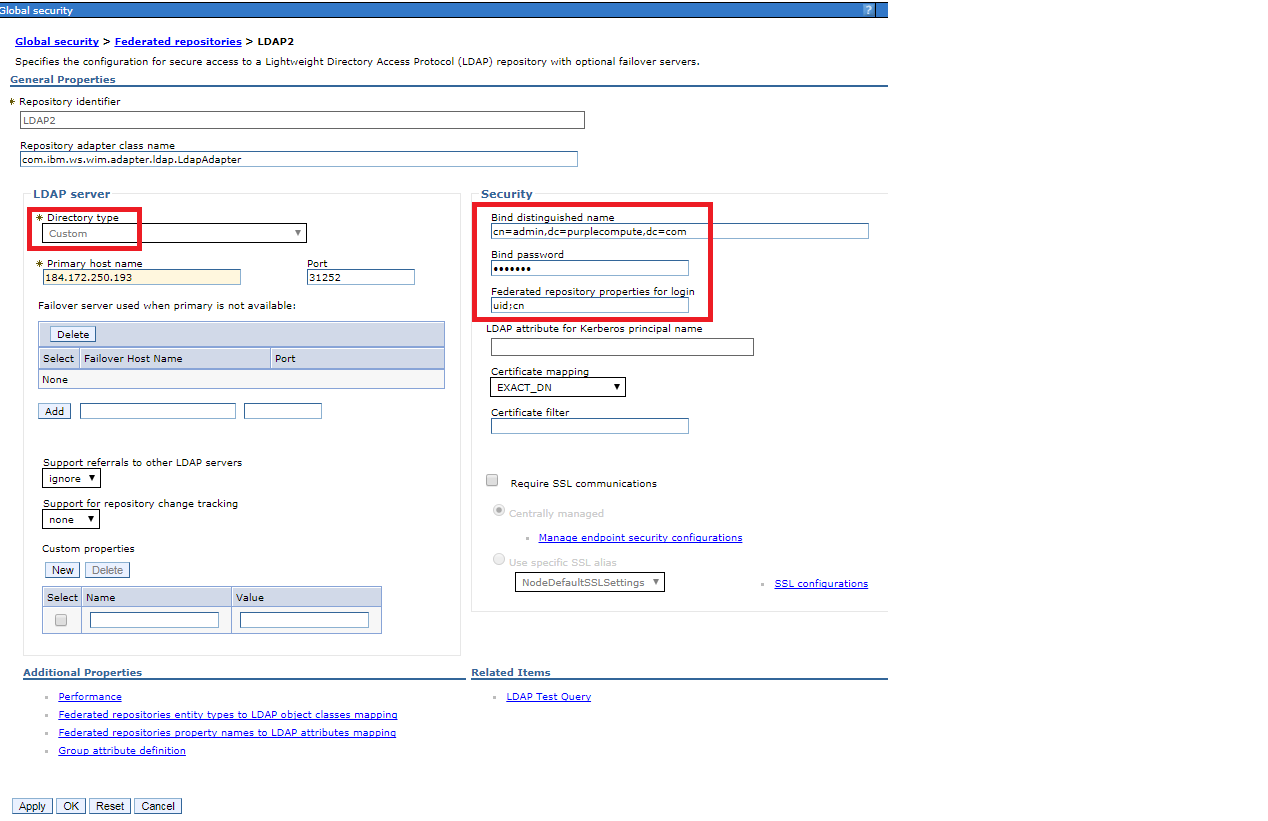 Global security
?
Global security > Federated repositories > LDAP2
Specifies the configuration for secure access to a Lightweight Directory Access Protocol (LDAP) repository with optional failover servers.
General Properties
* Repository identifier
LDAP2
Repository adapter class name
com.ibm.ws.wim.adapter.ldap.LdapAdapter
LDAP server
* Directory type
Custom
* Primary host name
Port
184.172.250.193
31252
Failover server used when primary is not available:
Delete
Select Failover Host Name Port
None
Add
Support referrals to other LDAP servers
ignore
Support for repository change tracking
none
Custom properties
New Delete
Select Name Value
Security
Bind distinguished name
cn=admin,dc=purplecompute,dc=com
Bind password
•••••••
Federated repository properties for login
uid;cn
LDAP attribute for Kerberos principal name
Certificate mapping
EXACT_DN
Certificate filter
Require SSL communications
Centrally managed
Manage endpoint security configurations
Use specific SSL alias
NodeDefaultSSLSettings
SSL configurations
Additional Properties
Performance
Federated repositories entity types to LDAP object classes mapping
Federated repositories property names to LDAP attributes mapping
Group attribute definition
Related Items
LDAP Test Query
Apply OK Reset Cancel